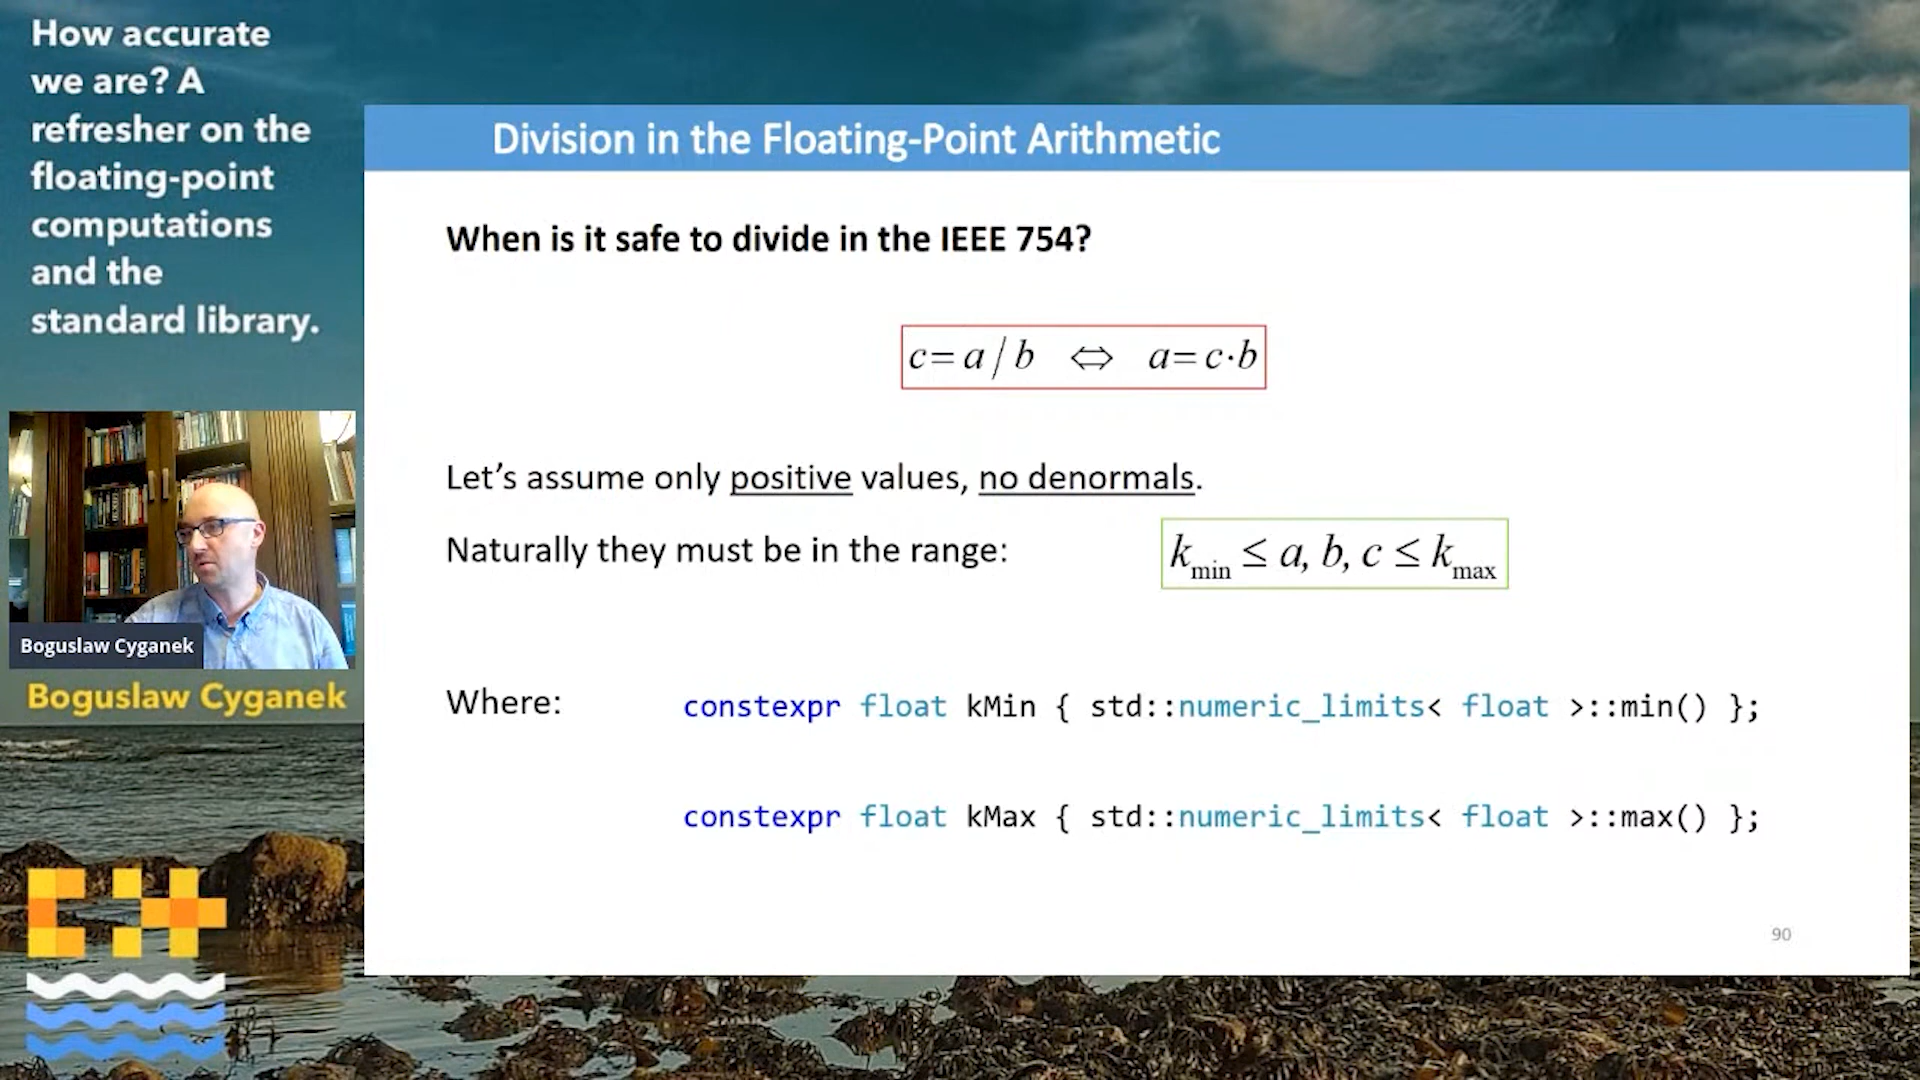 How accurate
we are? A
refresher on the
floating-point
computations
and the
standard library.
Boguslaw Cyganek
Boguslaw Cyganek
Division in the Floating-Point Arithmetic
When is it safe to divide in the IEEE 754?
c = a / b ⇔ a = c · b
Let’s assume only positive values, no denormals.
Naturally they must be in the range: k_min ≤ a, b, c ≤ k_max
Where: constexpr float kMin { std::numeric_limits< float >::min() };
constexpr float kMax { std::numeric_limits< float >::max() };
90